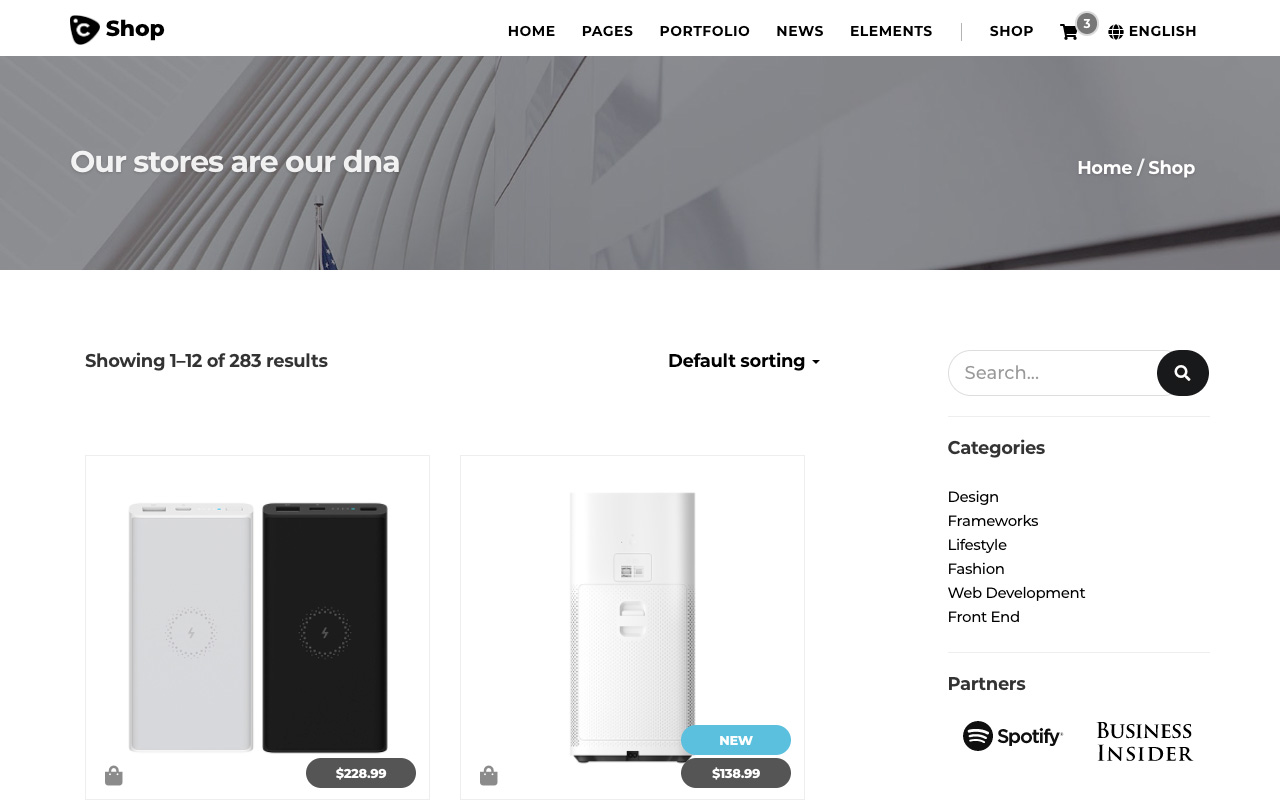 Shop
HOME PAGES PORTFOLIO NEWS ELEMENTS SHOP 3 ENGLISH
Our stores are our dna
Home / Shop
Showing 1–12 of 283 results
Default sorting
Search...
Categories
Design
Frameworks
Lifestyle
Fashion
Web Development
Front End
Partners
Spotify
BUSINESS
INSIDER
NEW
$228.99
$138.99